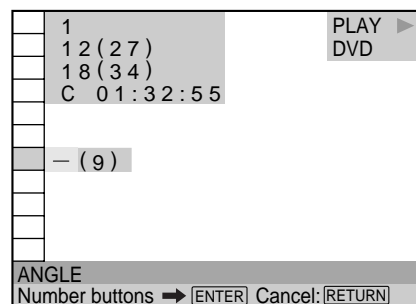 1
12(27)
18(34)
C 01:32:55
PLAY ▶
DVD
– (9)
ANGLE
Number buttons ➡ ENTER Cancel: RETURN